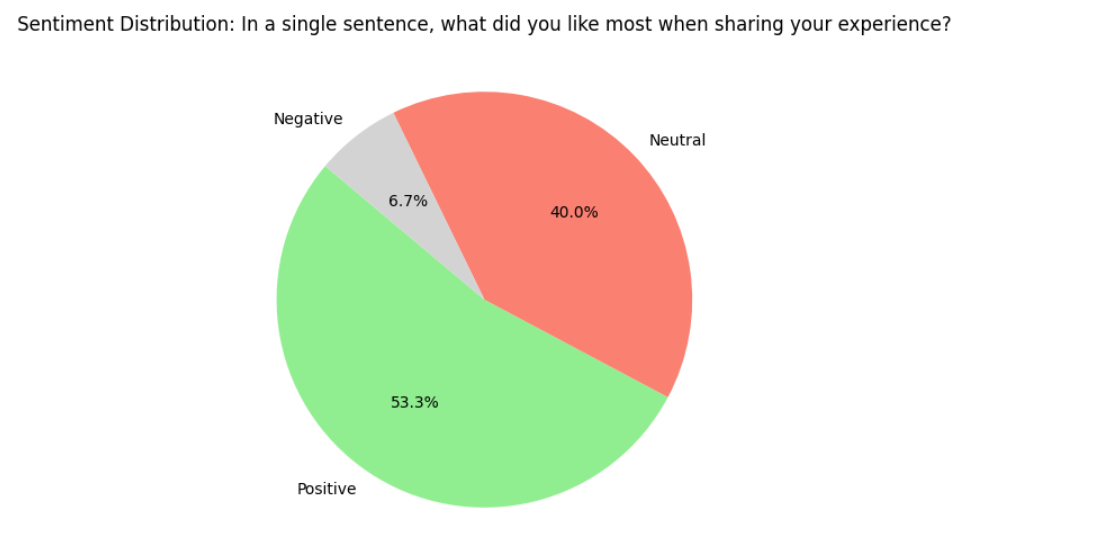 Sentiment Distribution: In a single sentence, what did you like most when sharing your experience?
Negative
Neutral
6.7%
40.0%
53.3%
Positive